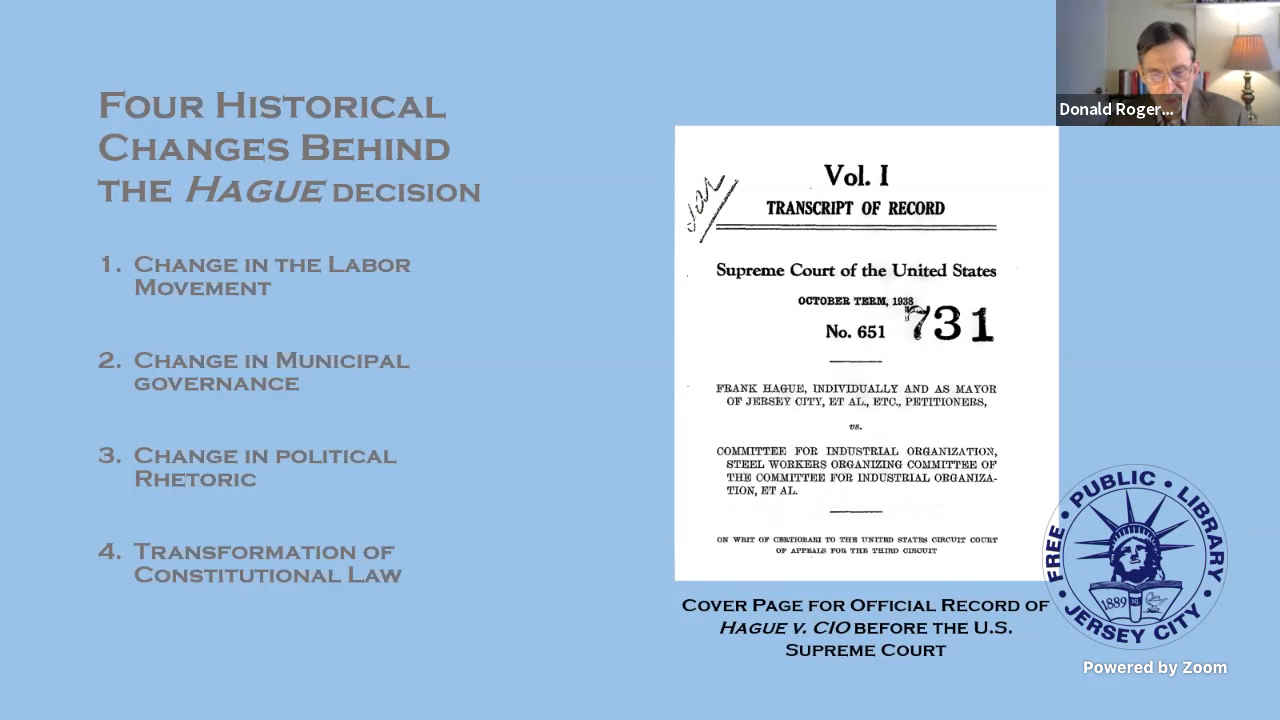 Four Historical
Changes Behind
the Hague decision
1. Change in the Labor
Movement
2. Change in Municipal
governance
3. Change in political
Rhetoric
4. Transformation of
Constitutional Law
Donald Roger...
Vol. I
TRANSCRIPT OF RECORD
Supreme Court of the United States
OCTOBER TERM, 1938
No. 651 731
FRANK HAGUE, INDIVIDUALLY AND AS MAYOR
OF JERSEY CITY, ET AL., ETC., PETITIONERS,
vs.
COMMITTEE FOR INDUSTRIAL ORGANIZATION,
STEEL WORKERS ORGANIZING COMMITTEE OF
THE COMMITTEE FOR INDUSTRIAL ORGANIZA-
TION, ET AL.
ON WRIT OF CERTIORARI TO THE UNITED STATES CIRCUIT COURT
OF APPEALS FOR THE THIRD CIRCUIT
Cover Page for Official Record of
Hague v. CIO before the U.S.
Supreme Court
FREE • PUBLIC • LIBRARY
• JERSEY CITY •
1889
Powered by Zoom